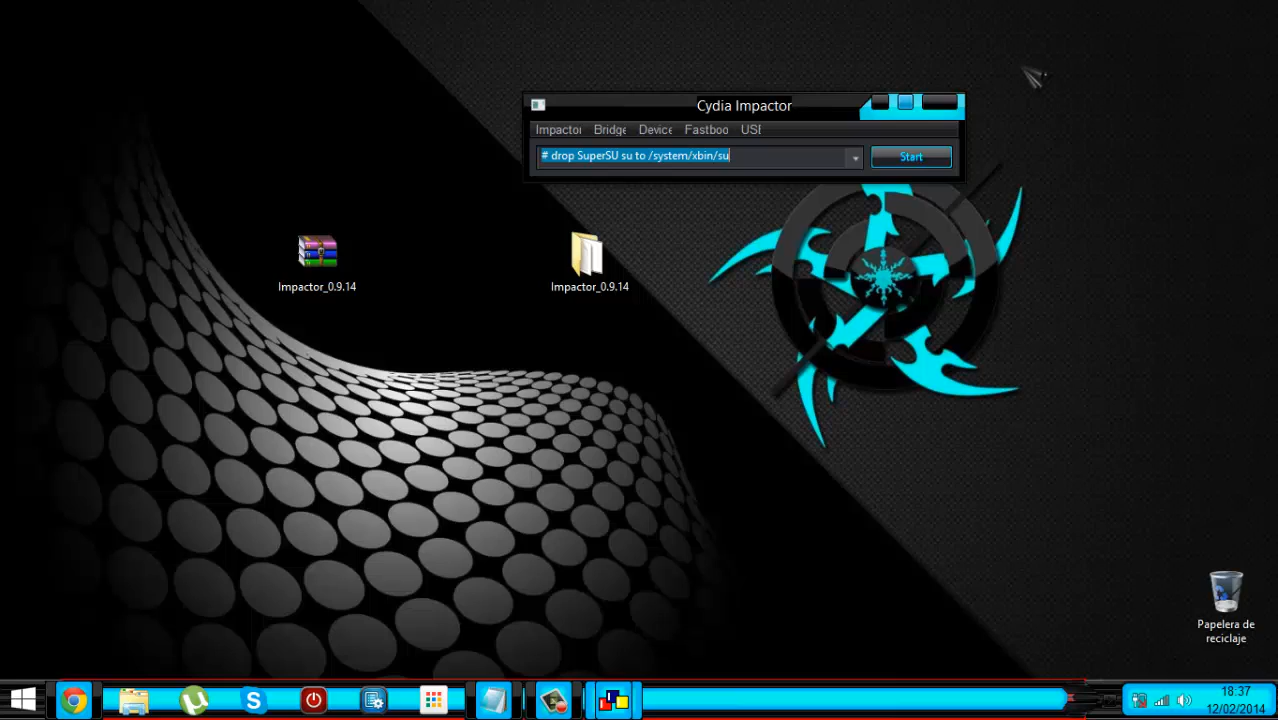 Cydia Impactor
Impactor Bridge Device Fastboo USB
# drop SuperSU su to /system/xbin/su
Start
Impactor_0.9.14
Impactor_0.9.14
Papelera de
reciclaje
18:37
12/02/2014